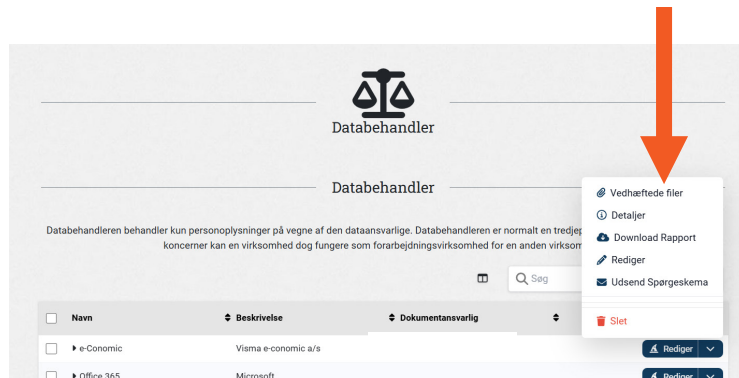 Databehandler
Databehandler
Databehandleren behandler kun personoplysninger på vegne af den dataansvarlige. Databehandleren er normalt en
koncerner kan en virksomhed dog fungere som forarbejdningsvirksomhed for en anden
Vedhæftede filer
Detaljer
Download Rapport
Rediger
Udsend Spørgeskema
Slet
Søg
Navn Beskrivelse Dokumentansvarlig
e-Conomic Visma e-conomic a/s Rediger
Office 365 Microsoft Rediger